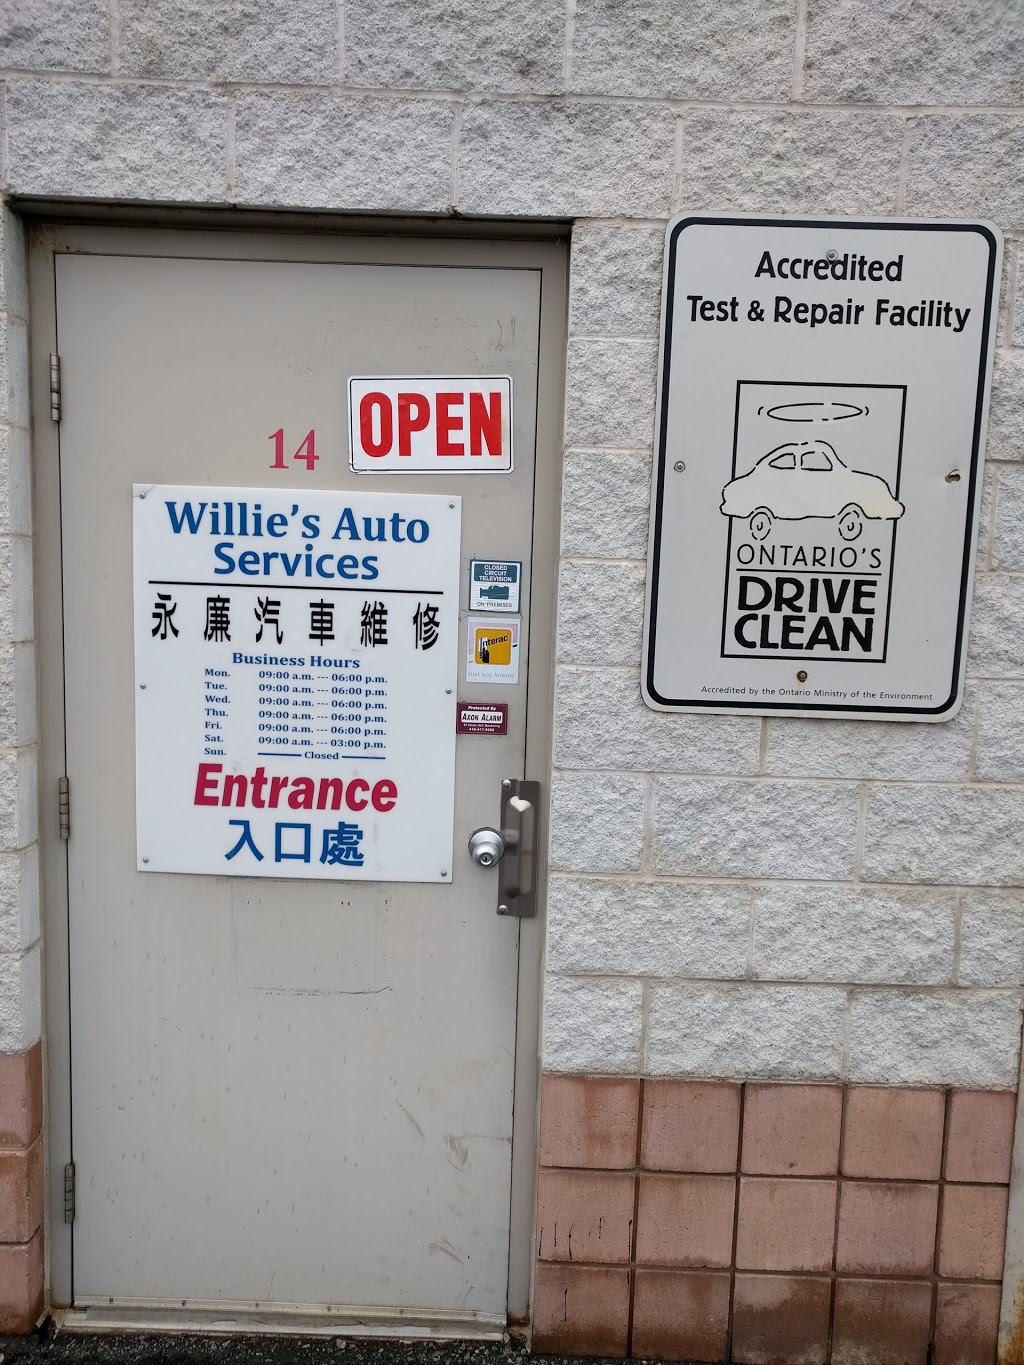 OPEN
14
Willie's Auto
Services
永廉汽車維修
Business Hours
Mon. 09:00 a.m. --- 06:00 p.m.
Tue. 09:00 a.m. --- 06:00 p.m.
Wed. 09:00 a.m. --- 06:00 p.m.
Thu. 09:00 a.m. --- 06:00 p.m.
Fri. 09:00 a.m. --- 06:00 p.m.
Sat. 09:00 a.m. --- 03:00 p.m.
Sun. Closed
Entrance
入口處
CLOSED
CIRCUIT
TELEVISION
ON PREMISES
Interac
Protected By
AXON ALARM
Accredited
Test & Repair Facility
ONTARIO'S
DRIVE
CLEAN
Accredited by the Ontario Ministry of the Environment